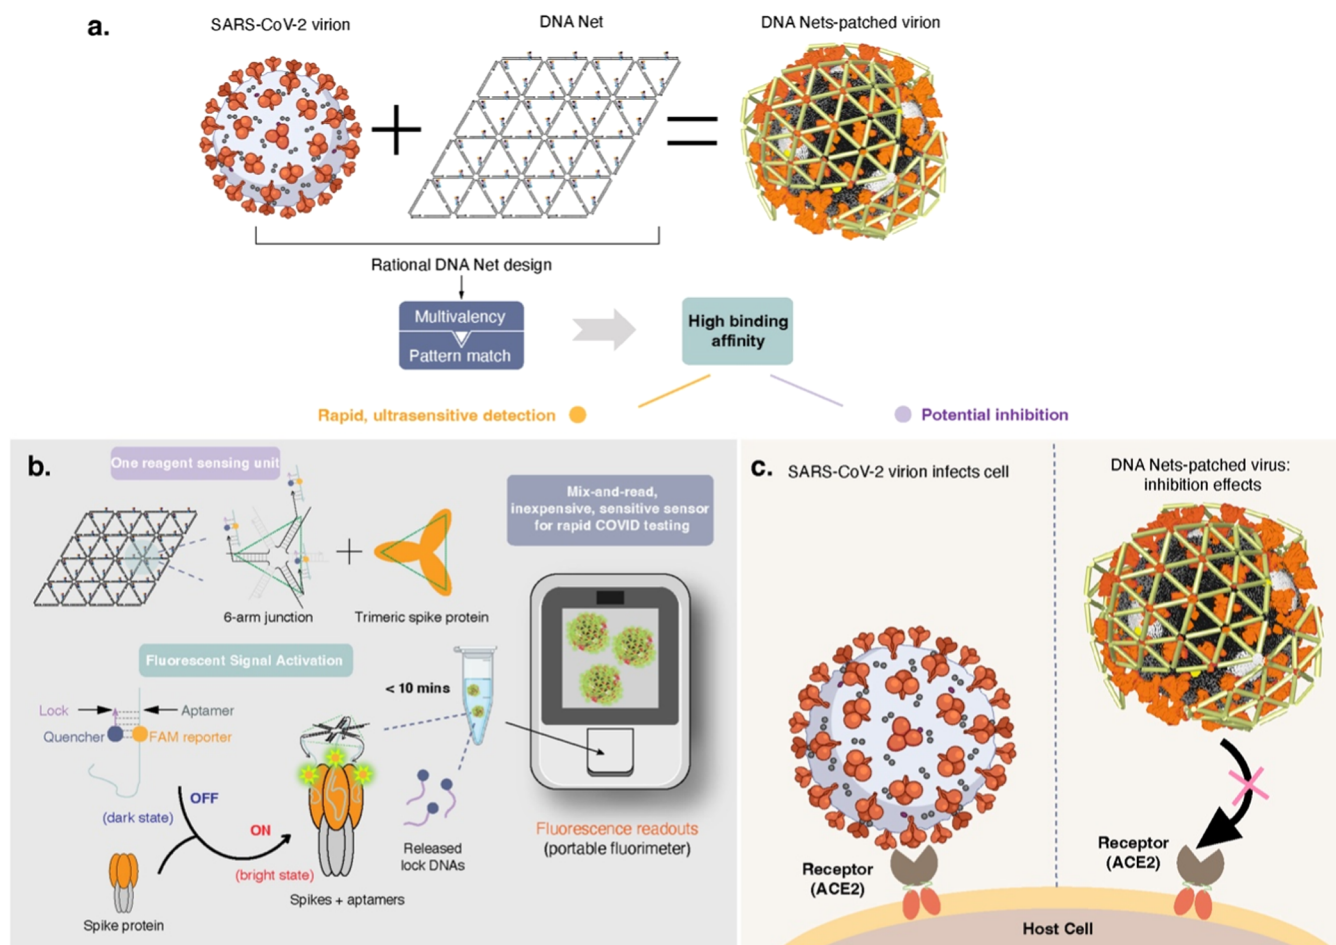 a.
SARS-CoV-2 virion
DNA Net
DNA Nets-patched virion
Rational DNA Net design
Multivalency
Pattern match
High binding
affinity
Rapid, ultrasensitive detection
Potential inhibition
b.
One reagent sensing unit
6-arm junction
Trimeric spike protein
Mix-and-read,
inexpensive, sensitive sensor
for rapid COVID testing
Fluorescent Signal Activation
Lock
Aptamer
Quencher
FAM reporter
< 10 mins
OFF
(dark state)
ON
(bright state)
Spike protein
Spikes + aptamers
Released
lock DNAs
Fluorescence readouts
(portable fluorimeter)
c.
SARS-CoV-2 virion infects cell
DNA Nets-patched virus:
inhibition effects
Receptor
(ACE2)
Receptor
(ACE2)
Host Cell